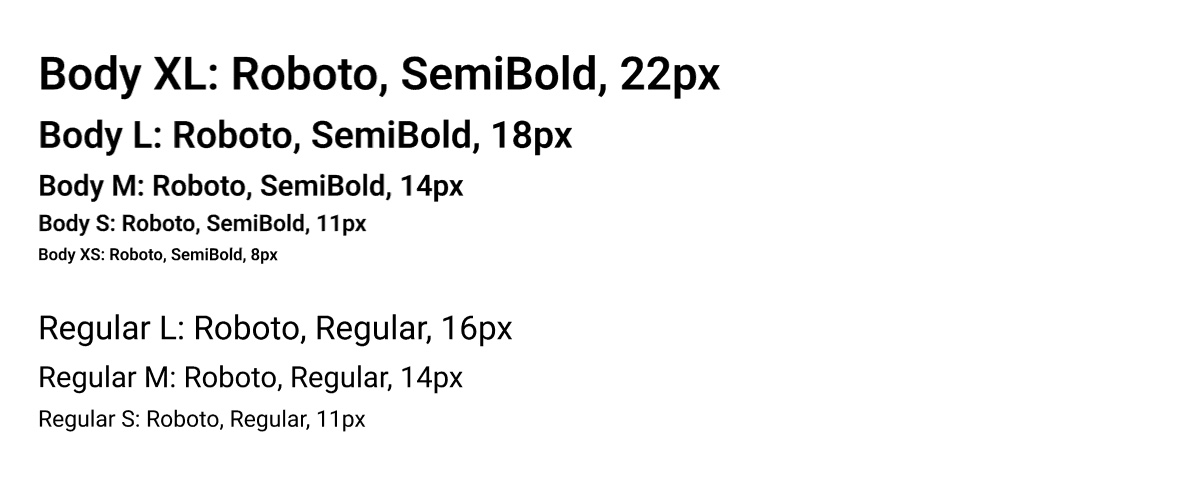 Body XL: Roboto, SemiBold, 22px
Body L: Roboto, SemiBold, 18px
Body M: Roboto, SemiBold, 14px
Body S: Roboto, SemiBold, 11px
Body XS: Roboto, SemiBold, 8px
Regular L: Roboto, Regular, 16px
Regular M: Roboto, Regular, 14px
Regular S: Roboto, Regular, 11px